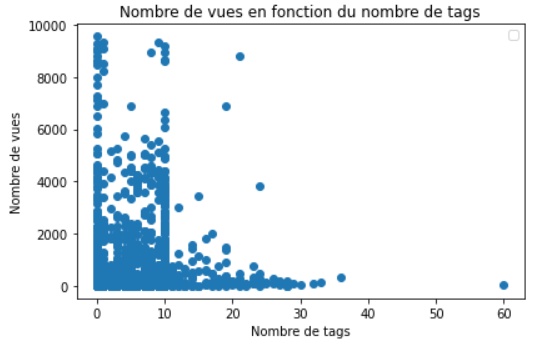 Nombre de vues en fonction du nombre de tags
10000
8000
6000
4000
2000
0
Nombre de vues
0 10 20 30 40 50 60
Nombre de tags